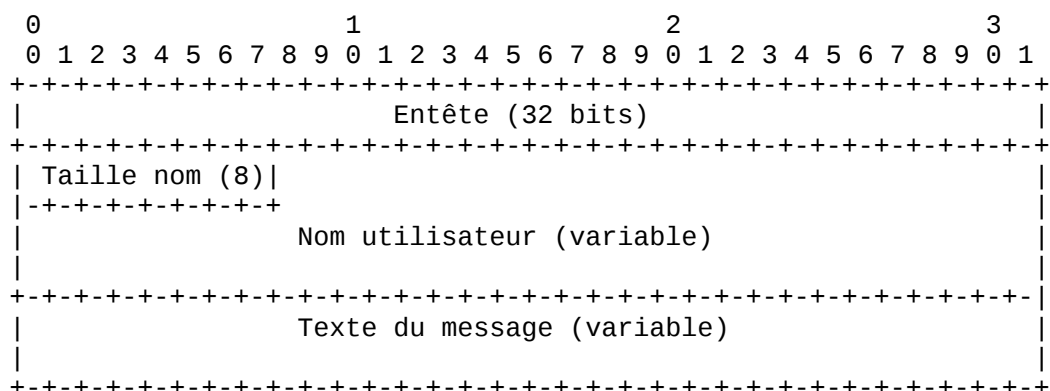 0                   1                   2                   3
 0 1 2 3 4 5 6 7 8 9 0 1 2 3 4 5 6 7 8 9 0 1 2 3 4 5 6 7 8 9 0 1
+-+-+-+-+-+-+-+-+-+-+-+-+-+-+-+-+-+-+-+-+-+-+-+-+-+-+-+-+-+-+-+-+
|                       Entête (32 bits)                        |
+-+-+-+-+-+-+-+-+-+-+-+-+-+-+-+-+-+-+-+-+-+-+-+-+-+-+-+-+-+-+-+-+
| Taille nom (8)|                                               |
|-+-+-+-+-+-+-+-+                                               |
|                 Nom utilisateur (variable)                    |
|                                                               |
+-+-+-+-+-+-+-+-+-+-+-+-+-+-+-+-+-+-+-+-+-+-+-+-+-+-+-+-+-+-+-+-|
|                 Texte du message (variable)                   |
|                                                               |
+-+-+-+-+-+-+-+-+-+-+-+-+-+-+-+-+-+-+-+-+-+-+-+-+-+-+-+-+-+-+-+-+